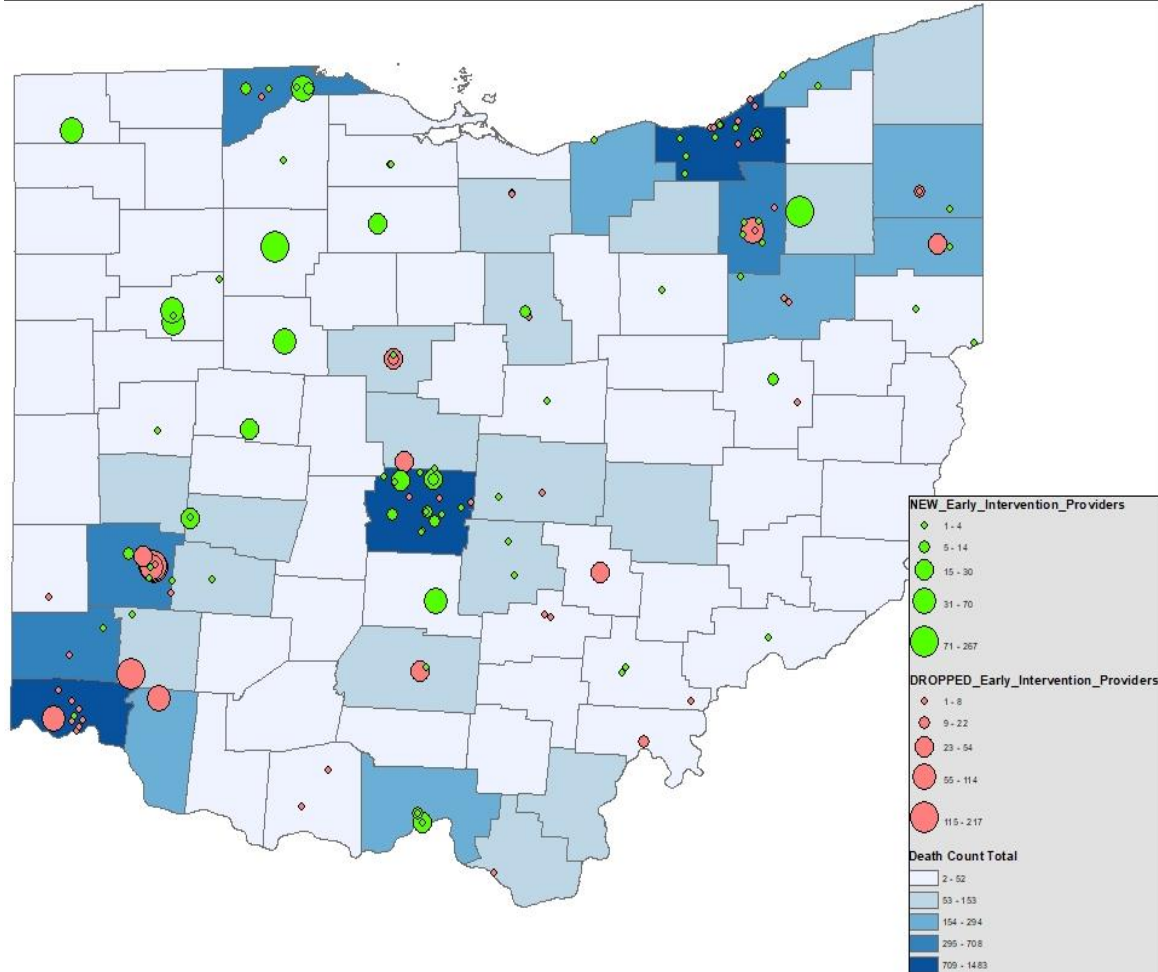 NEW_Early_Intervention_Providers
1 - 4
5 - 14
15 - 30
31 - 70
71 - 267
DROPPED_Early_Intervention_Providers
1 - 8
9 - 22
23 - 54
55 - 114
115 - 217
Death Count Total
2 - 52
53 - 153
154 - 294
295 - 708
709 - 1483